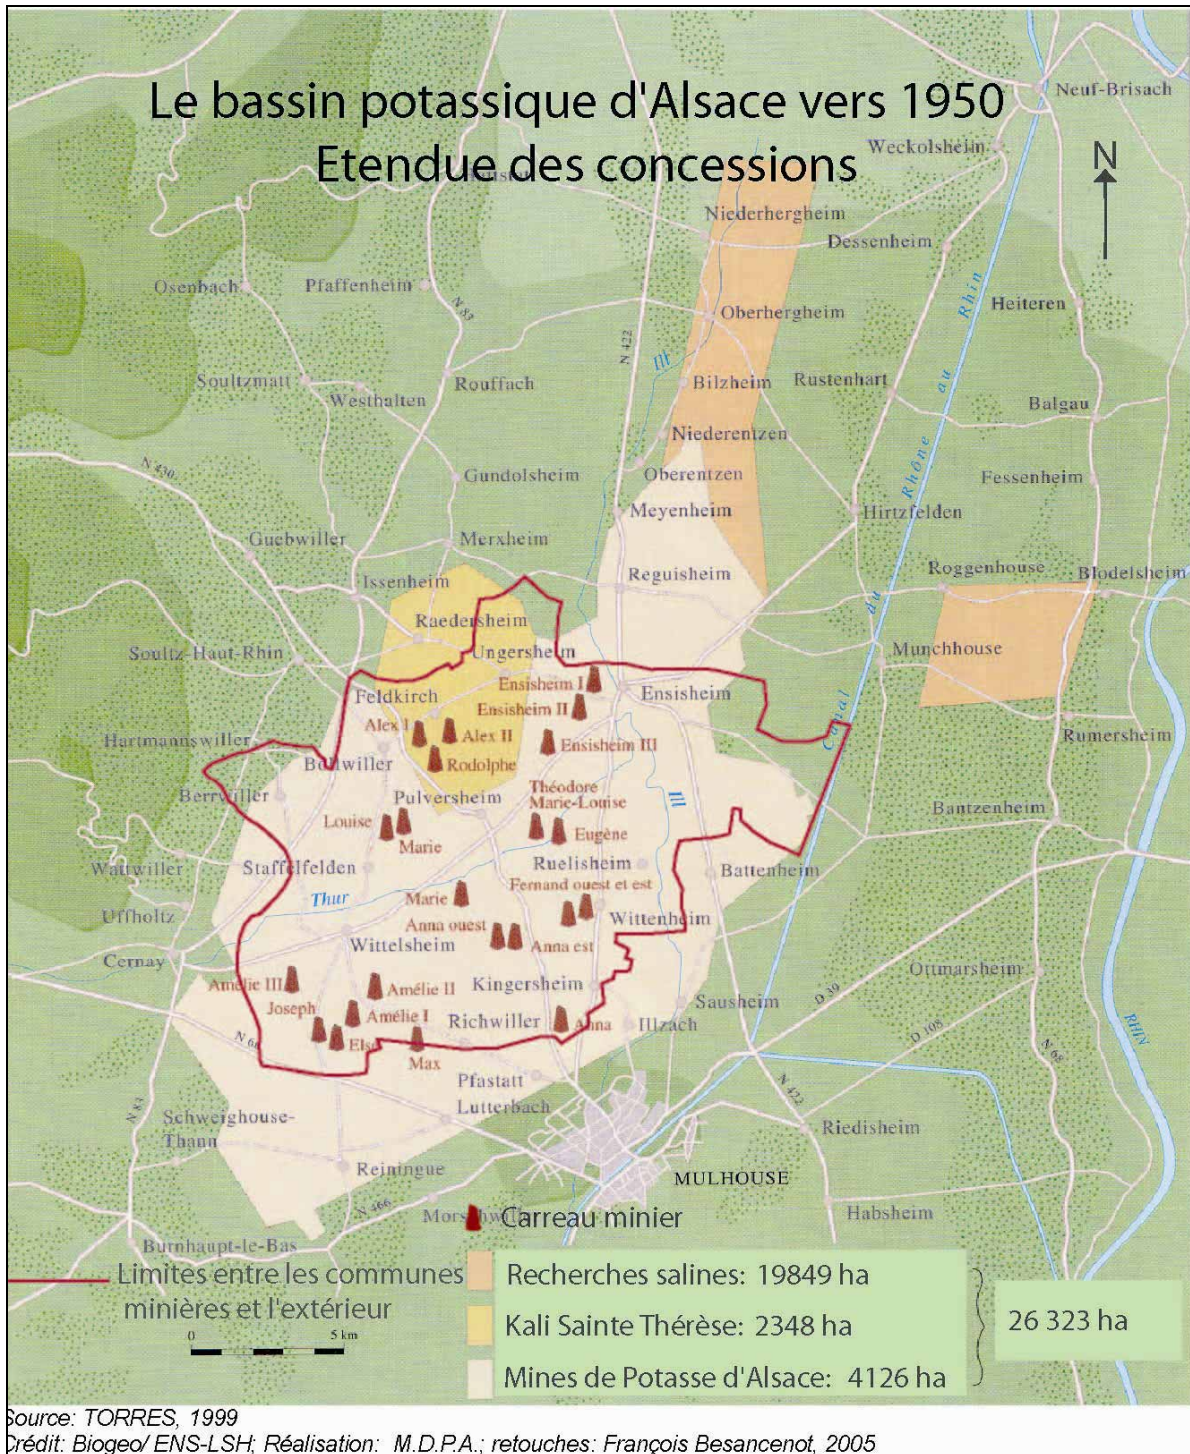 Le bassin potassique d'Alsace vers 1950
Etendue des concessions
Neuf-Brisach
Weckolsheim
N
Niederhergheim
Dessenheim
Osenbach
Pfaffenheim
N 83
Oberhergheim
Heiteren
N 422
Ill
Rhin
au
Rhône
du
Canal
Soultzmatt
Westhalten
Rouffach
Bilzheim
Rustenhart
Balgau
Niederentzen
N 430
Gundolsheim
Oberentzen
Fessenheim
Meyenheim
Hirtzfelden
Guebwiller
Merxheim
Issenheim
Reguisheim
Roggenhouse
Blodelsheim
Raedersheim
Soultz-Haut-Rhin
Ungersheim
Munchhouse
Feldkirch
Ensisheim I
Ensisheim
Ensisheim II
Alex I
Alex II
Ensisheim III
Rumersheim
Hartmannswiller
Bollwiller
Rodolphe
Berrwiller
Pulversheim
Théodore
Marie-Louise
Ill
Bantzenheim
Louise
Marie
Eugène
Wattwiller
Staffelfelden
Ruelisheim
Battenheim
Thur
Marie
Fernand ouest et est
Uffholtz
Anna ouest
Wittenheim
Cernay
Wittelsheim
Anna est
Ottmarsheim
Amélie III
Amélie II
Kingersheim
D 39
Sausheim
Joseph
Amélie I
Richwiller
Anna
Illzach
RHIN
D 108
N 66
Else
Max
N 68
Pfastatt
N 422
Lutterbach
N 83
Schweighouse-
Thann
Riedisheim
Reiningue
MULHOUSE
N 466
Carreau minier
Habsheim
Burnhaupt-le-Bas
Limites entre les communes
minières et l'extérieur
0 5 km
Recherches salines: 19849 ha
Kali Sainte Thérèse: 2348 ha
Mines de Potasse d'Alsace: 4126 ha
26 323 ha
Source: TORRES, 1999
Crédit: Biogeo/ ENS-LSH; Réalisation: M.D.P.A.; retouches: François Besancenot, 2005